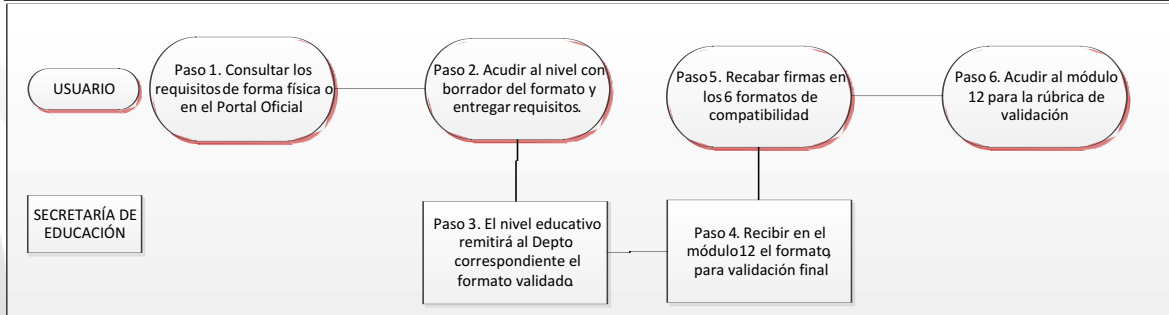 USUARIO
Paso 1. Consultar los
requisitos de forma física o
en el Portal Oficial
Paso 2. Acudir al nivel con
borrador del formato y
entregar requisitos.
Paso 5. Recabar firmas en
los 6 formatos de
compatibilidad
Paso 6. Acudir al módulo
12 para la rúbrica de
validación
SECRETARÍA DE
EDUCACIÓN
Paso 3. El nivel educativo
remitirá al Depto
correspondiente el
formato validado.
Paso 4. Recibir en el
módulo 12 el formato,
para validación final